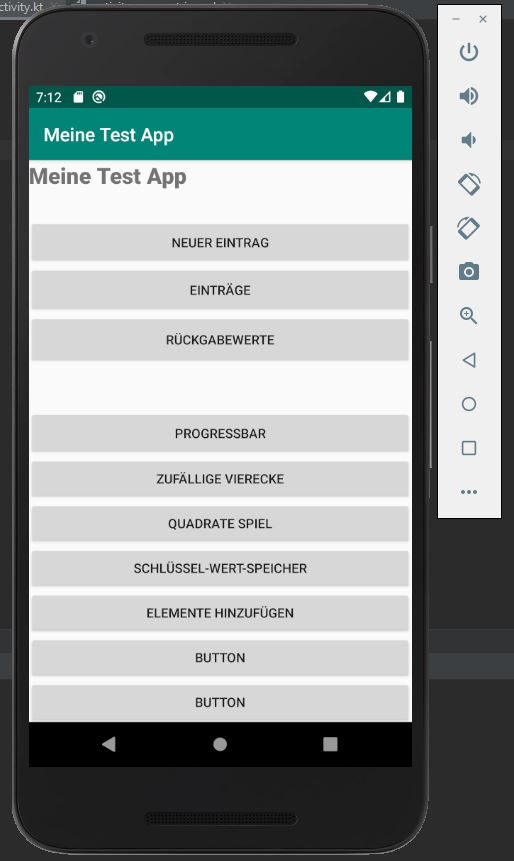 ctivity.kt
7:12
Meine Test App
Meine Test App
NEUER EINTRAG
EINTRÄGE
RÜCKGABEWERTE
PROGRESSBAR
ZUFÄLLIGE VIERECKE
QUADRATE SPIEL
SCHLÜSSEL-WERT-SPEICHER
ELEMENTE HINZUFÜGEN
BUTTON
BUTTON